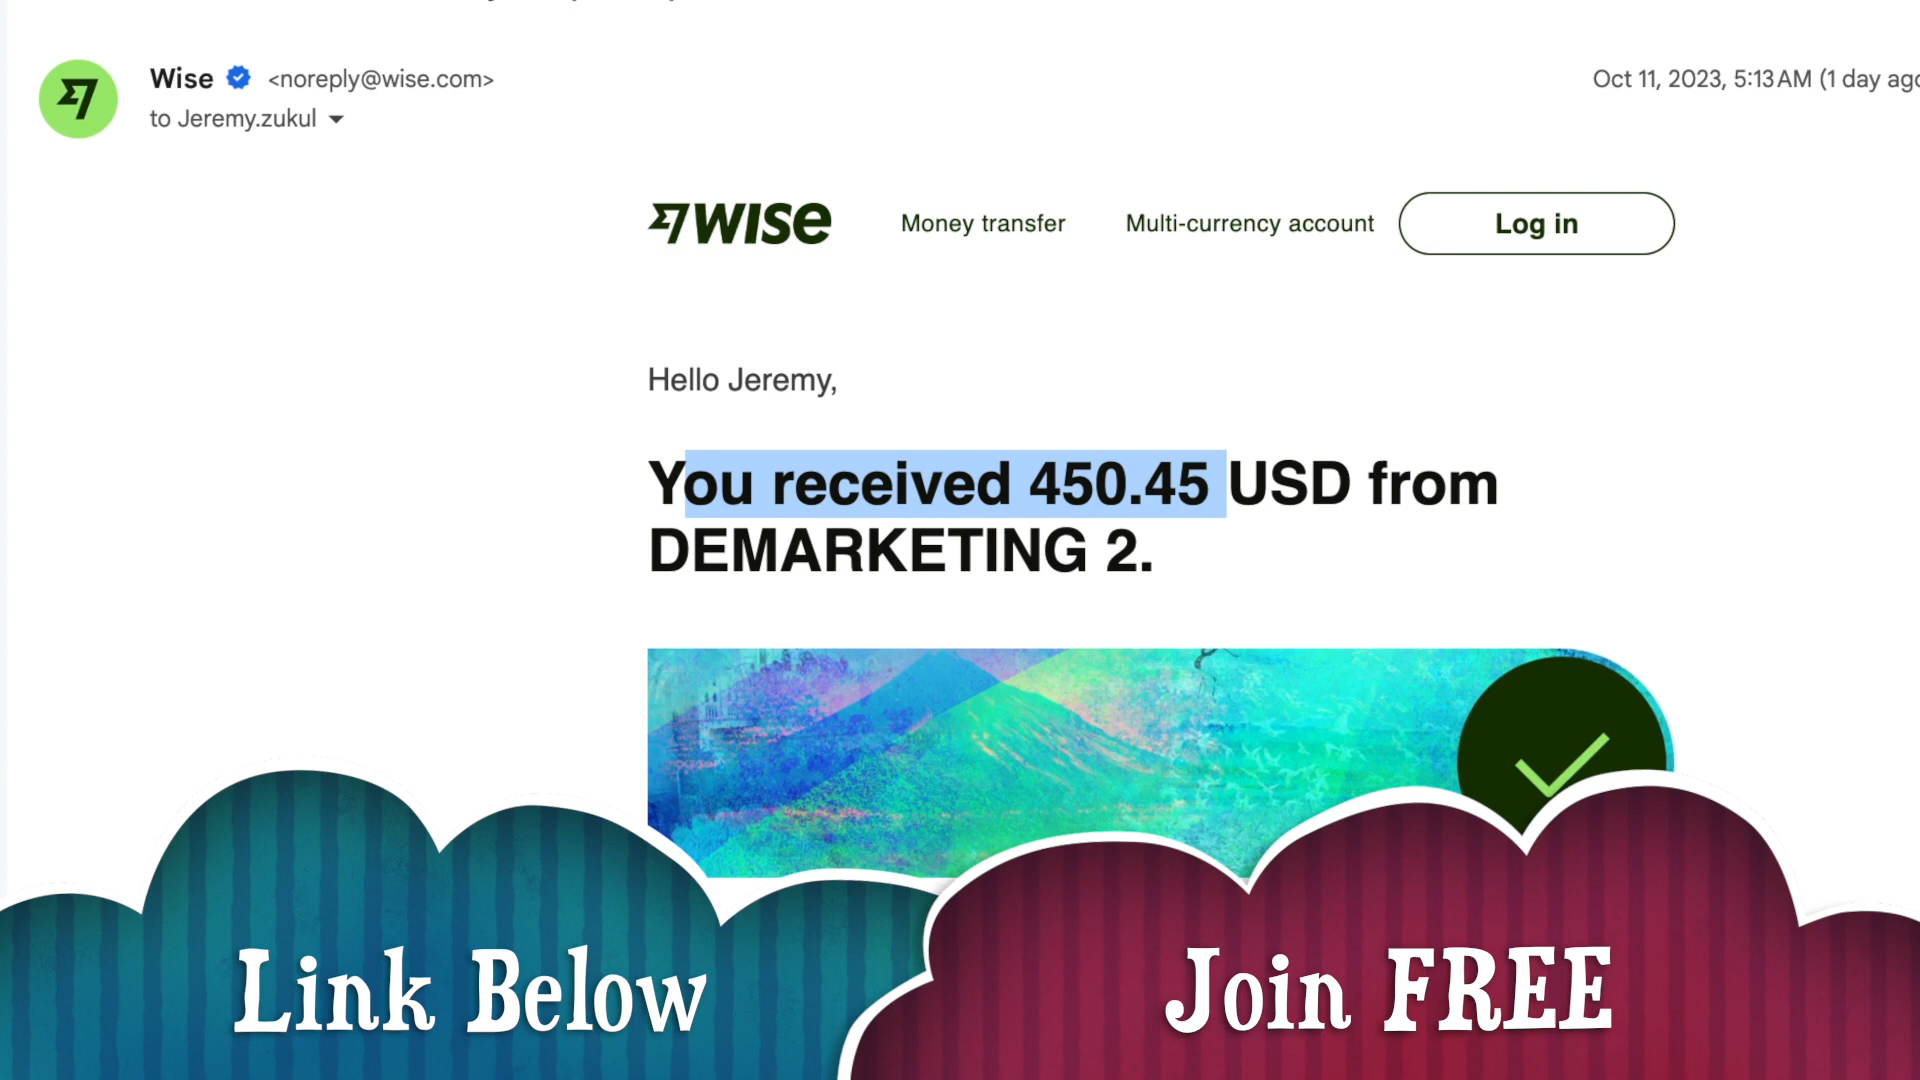 Wise <noreply@wise.com>
Oct 11, 2023, 5:13 AM (1 day ago
to Jeremy.zukul
WISE Money transfer Multi-currency account Log in
Hello Jeremy,
You received 450.45 USD from
DEMARKETING 2.
Link Below
Join FREE